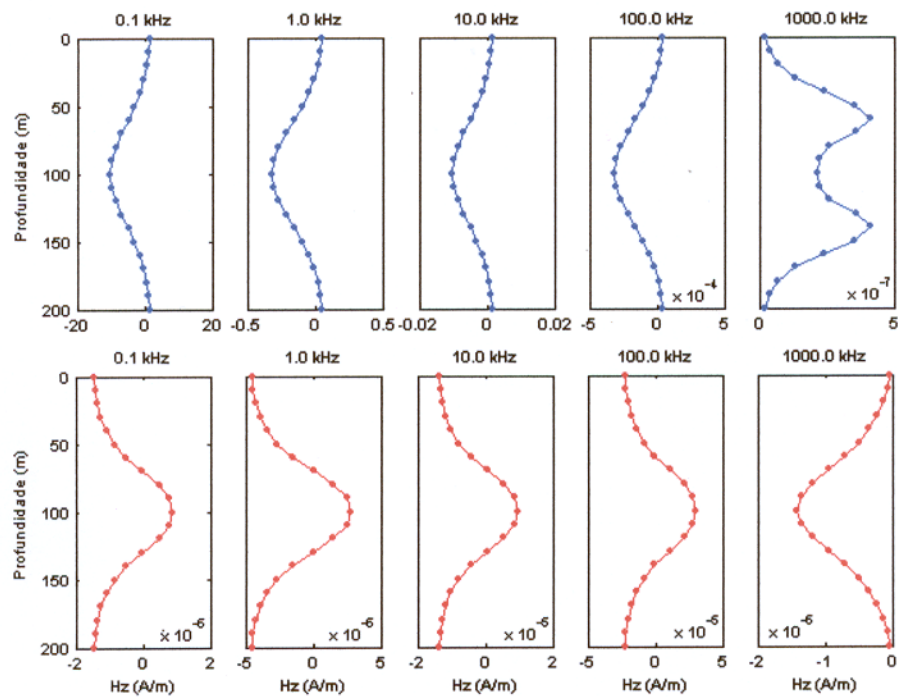 0.1 kHz 1.0 kHz 10.0 kHz 100.0 kHz 1000.0 kHz
0
50
100
150
200
Profundidade (m)
× 10⁻⁴ × 10⁻⁷
-20 0 20 -0.5 0 0.5 -0.02 0 0.02 -5 0 5 0 5
0.1 kHz 1.0 kHz 10.0 kHz 100.0 kHz 1000.0 kHz
0
50
100
150
200
Profundidade (m)
× 10⁻⁶ × 10⁻⁶ × 10⁻⁵ × 10⁻⁵ × 10⁻⁶
-2 0 2 -5 0 5 -2 0 2 -5 0 5 -2 -1 0
Hz (A/m) Hz (A/m) Hz (A/m) Hz (A/m) Hz (A/m)